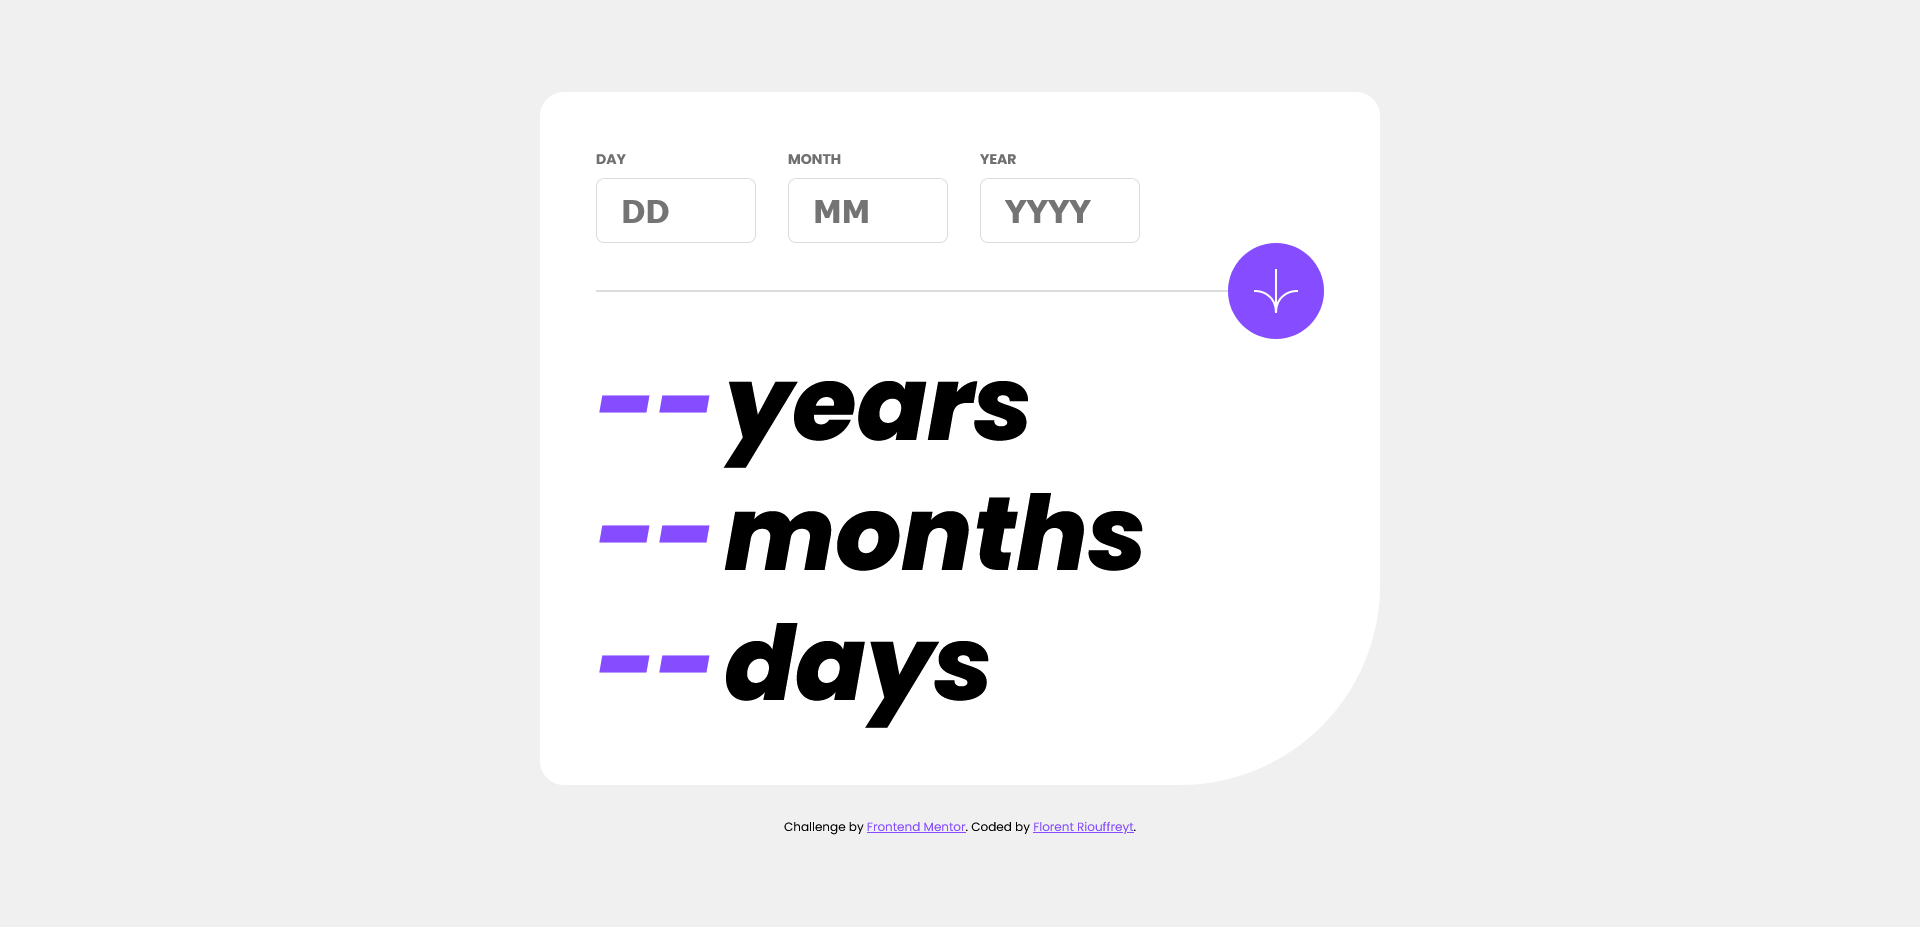 DAY MONTH YEAR
DD MM YYYY
--years
--months
--days
Challenge by Frontend Mentor. Coded by Florent Riouffreyt.